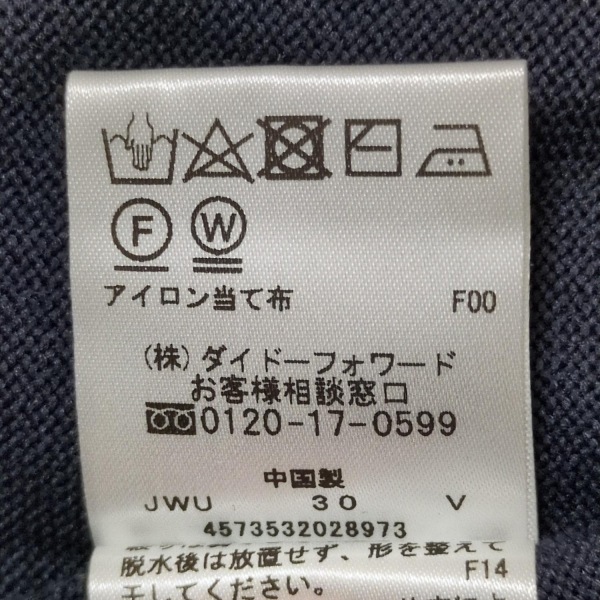 F W
アイロン当て布 F00
(株)ダイドーフォワード
お客様相談窓口
0120-17-0599
中国製
JWU 30 V
4573532028973
脱水後は放置せず、形を整えて
干してください。 F14